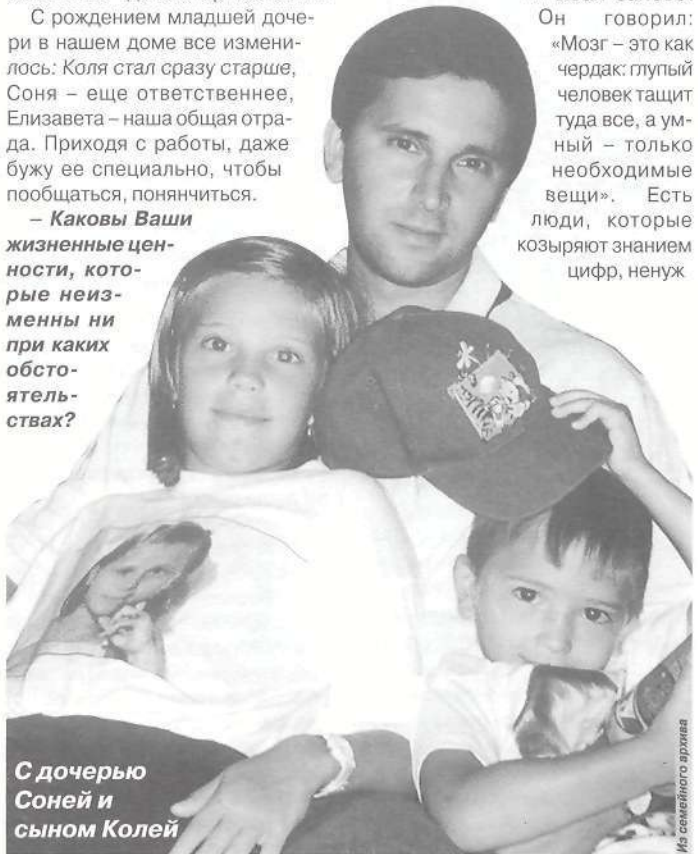 С рождением младшей доче-
ри в нашем доме все измени-
лось: Коля стал сразу старше,
Соня – еще ответственнее,
Елизавета – наша общая отра-
да. Приходя с работы, даже
бужу ее специально, чтобы
пообщаться, понянчиться.
– Каковы Ваши
жизненные цен-
ности, кото-
рые неиз-
менны ни
при каких
обсто-
ятель-
ствах?
Он говорил:
«Мозг – это как
чердак: глупый
человек тащит
туда все, а ум-
ный – только
необходимые
вещи». Есть
люди, которые
козыряют знанием
цифр, ненуж
С дочерью
Соней и
сыном Колей
Из семейного архива